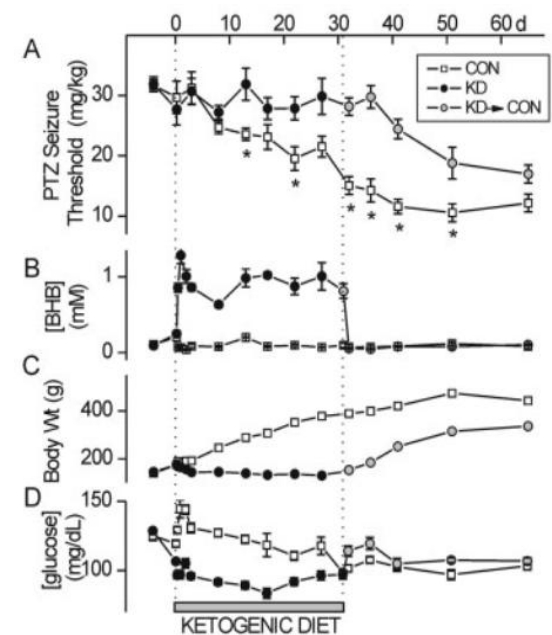 0 10 20 30 40 50 60 d
A
CON
KD
KD CON
PTZ Seizure
Threshold (mg/kg)
30
20
10
* * * * * *
B
[BHB]
(mM)
1
0
C
Body Wt (g)
400
200
D
[glucose]
(mg/dL)
150
100
KETOGENIC DIET